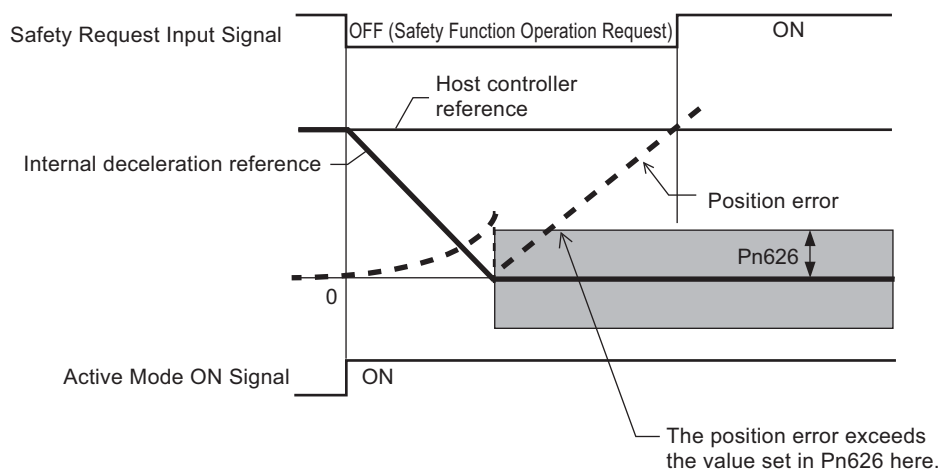 Safety Request Input Signal
OFF (Safety Function Operation Request)
ON
Host controller
reference
Internal deceleration reference
Position error
Pn626
0
Active Mode ON Signal
ON
The position error exceeds
the value set in Pn626 here.